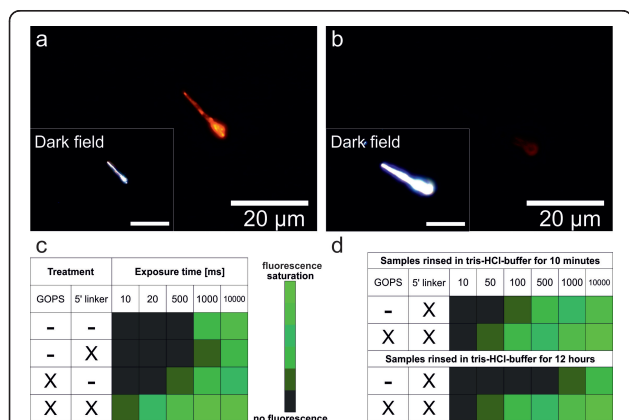 a
Dark field
20 µm
b
Dark field
20 µm
c
Treatment Exposure time [ms]
GOPS 5' linker 10 20 500 1000 10000
- -
- X
X -
X X
fluorescence
saturation
no fluorescence
d
Samples rinsed in tris-HCl-buffer for 10 minutes
GOPS 5' linker 10 50 100 500 1000 10000
- X
X X
Samples rinsed in tris-HCl-buffer for 12 hours
- X
X X